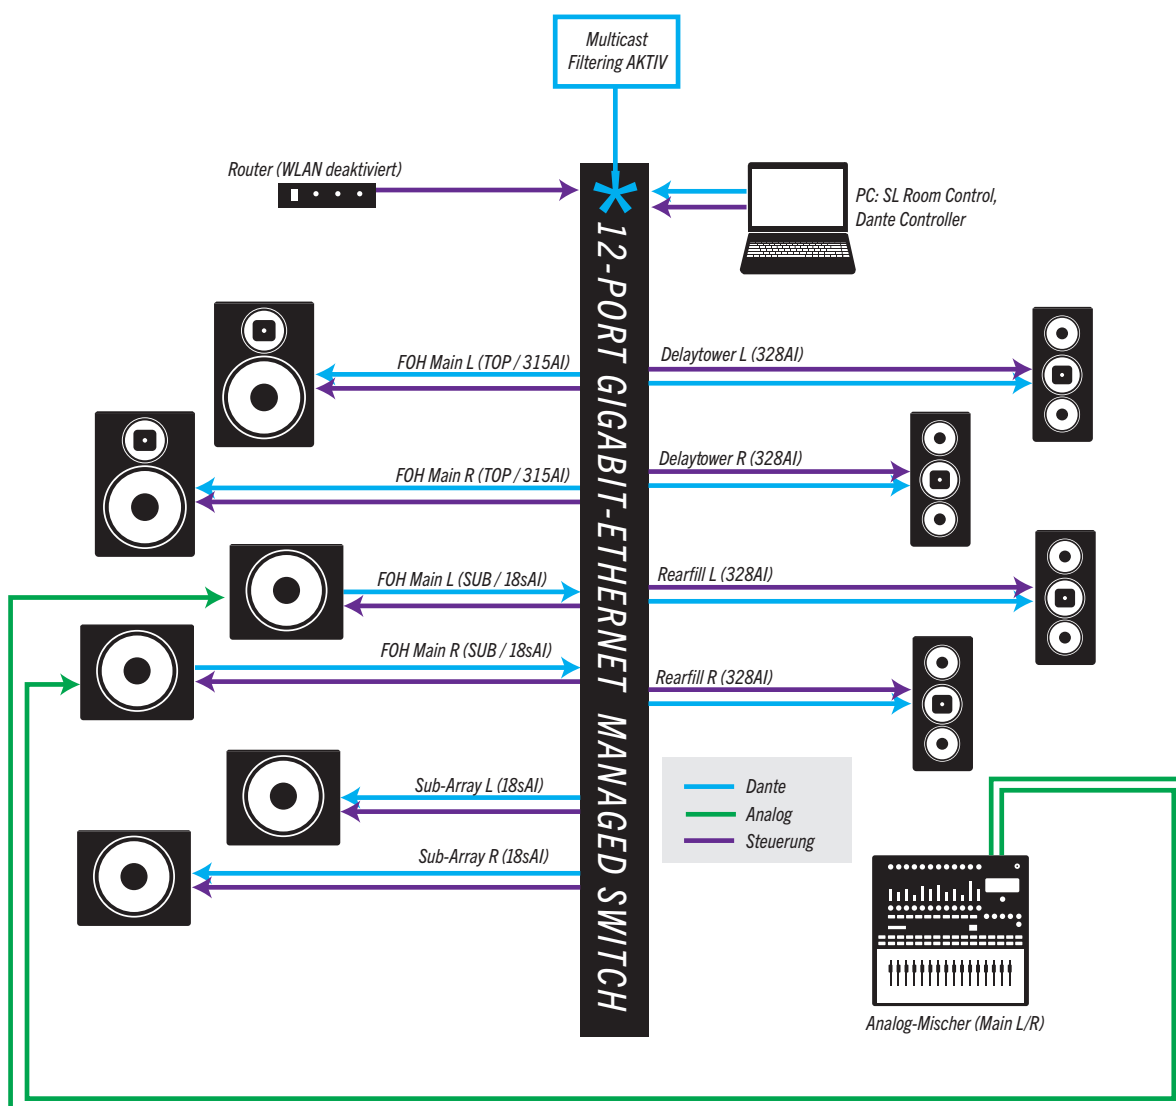 Multicast
Filtering AKTIV
Router (WLAN deaktiviert)
PC: SL Room Control,
Dante Controller
12-PORT GIGABIT-ETHERNET MANAGED SWITCH
FOH Main L (TOP / 315AI)
Delaytower L (328AI)
FOH Main R (TOP / 315AI)
Delaytower R (328AI)
FOH Main L (SUB / 18sAI)
Rearfill L (328AI)
FOH Main R (SUB / 18sAI)
Rearfill R (328AI)
Sub-Array L (18sAI)
Sub-Array R (18sAI)
Dante
Analog
Steuerung
Analog-Mischer (Main L/R)